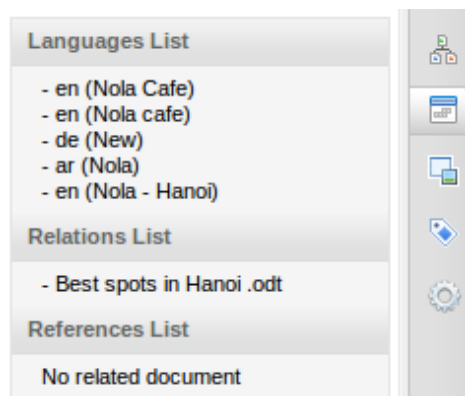 Languages List
- en (Nola Cafe)
- en (Nola cafe)
- de (New)
- ar (Nola)
- en (Nola - Hanoi)
Relations List
- Best spots in Hanoi .odt
References List
No related document